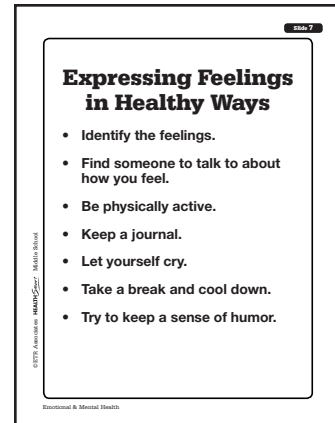 Slide 7
Expressing Feelings
in Healthy Ways
• Identify the feelings.
• Find someone to talk to about
how you feel.
• Be physically active.
• Keep a journal.
• Let yourself cry.
• Take a break and cool down.
• Try to keep a sense of humor.
©ETR Associates HEALTHSmart Middle School
Emotional & Mental Health